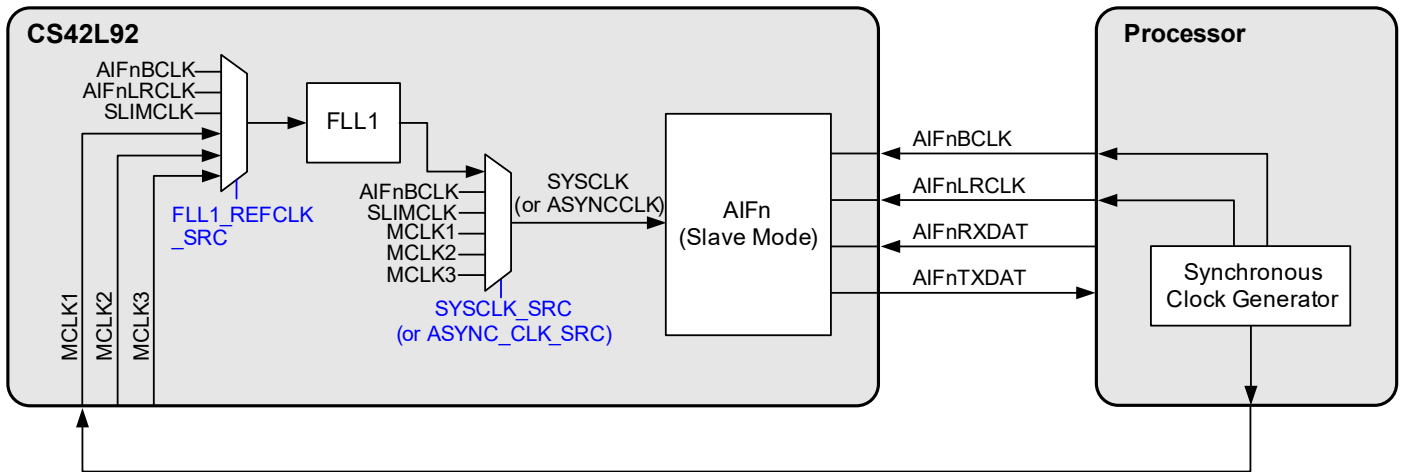 CS42L92
Processor
AIFnBCLK
AIFnLRCLK
SLIMCLK
FLL1
FLL1_REFCLK
_SRC
AIFnBCLK
SLIMCLK
MCLK1
MCLK2
MCLK3
SYSCLK
(or ASYNCCLK)
SYSCLK_SRC
(or ASYNC_CLK_SRC)
AIFn
(Slave Mode)
AIFnBCLK
AIFnLRCLK
AIFnRXDAT
AIFnTXDAT
Synchronous
Clock Generator
MCLK1
MCLK2
MCLK3